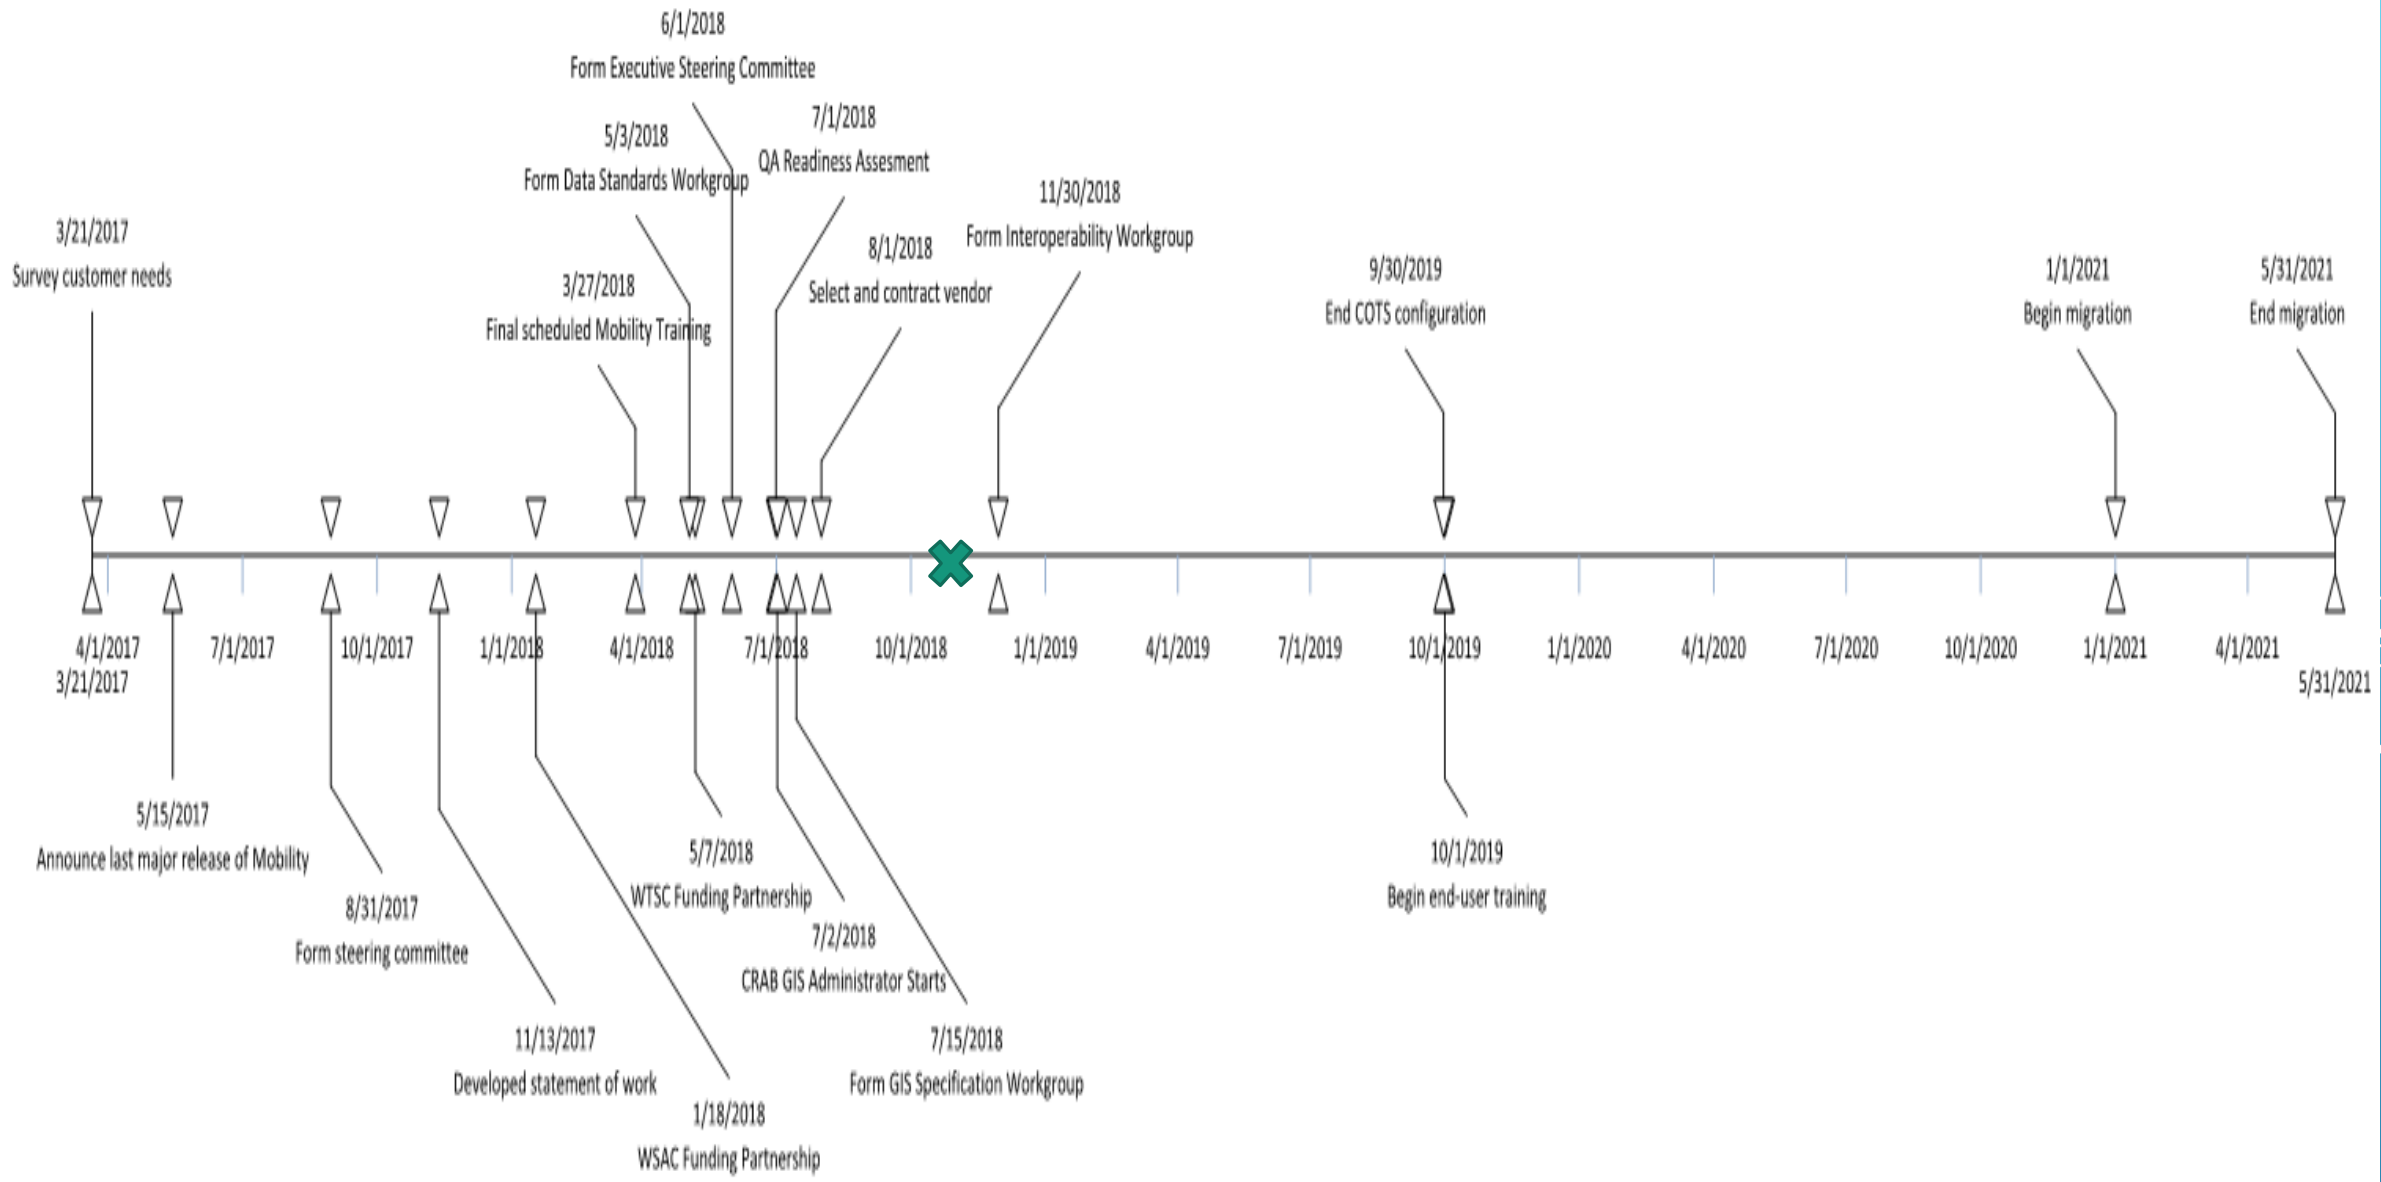 6/1/2018
Form Executive Steering Committee
7/1/2018
QA Readiness Assesment
5/3/2018
Form Data Standards Workgroup
11/30/2018
Form Interoperability Workgroup
3/21/2017
Survey customer needs
8/1/2018
Select and contract vendor
3/27/2018
Final scheduled Mobility Training
9/30/2019
End COTS configuration
1/1/2021
Begin migration
5/31/2021
End migration
4/1/2017
7/1/2017
10/1/2017
1/1/2018
4/1/2018
7/1/2018
10/1/2018
1/1/2019
4/1/2019
7/1/2019
10/1/2019
1/1/2020
4/1/2020
7/1/2020
10/1/2020
1/1/2021
4/1/2021
3/21/2017
5/31/2021
5/15/2017
Announce last major release of Mobility
5/7/2018
WTSC Funding Partnership
10/1/2019
Begin end-user training
8/31/2017
Form steering committee
7/2/2018
CRAB GIS Administrator Starts
11/13/2017
Developed statement of work
7/15/2018
Form GIS Specification Workgroup
1/18/2018
WSAC Funding Partnership